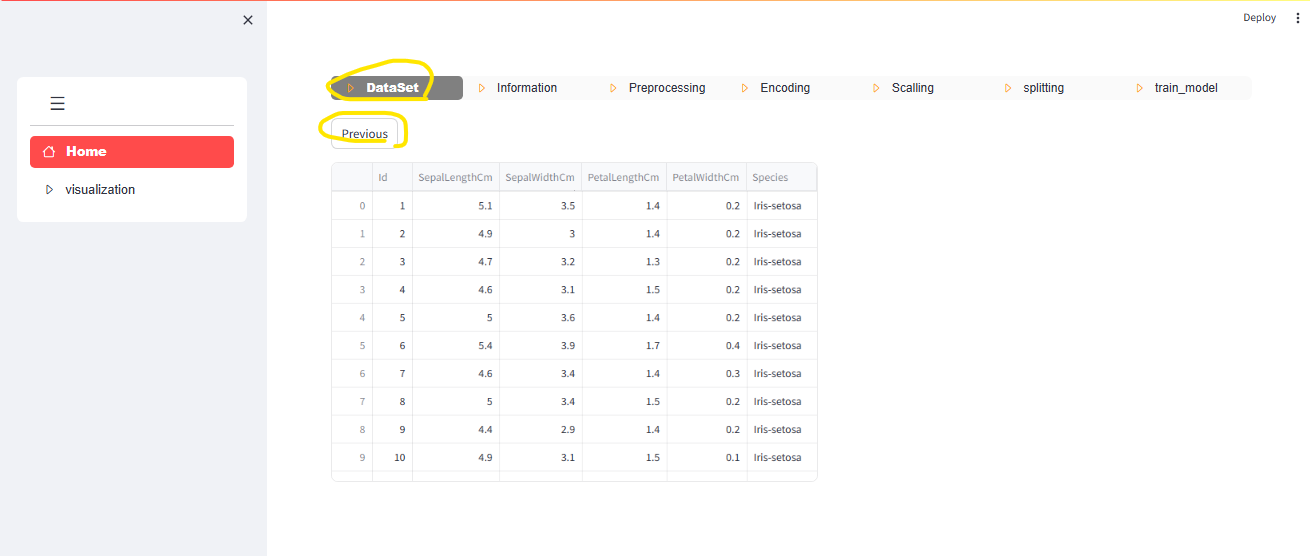 Deploy
DataSet Information Preprocessing Encoding Scalling splitting train_model
Home
visualization
Previous
Id SepalLengthCm SepalWidthCm PetalLengthCm PetalWidthCm Species
0 1 5.1 3.5 1.4 0.2 Iris-setosa
1 2 4.9 3 1.4 0.2 Iris-setosa
2 3 4.7 3.2 1.3 0.2 Iris-setosa
3 4 4.6 3.1 1.5 0.2 Iris-setosa
4 5 5 3.6 1.4 0.2 Iris-setosa
5 6 5.4 3.9 1.7 0.4 Iris-setosa
6 7 4.6 3.4 1.4 0.3 Iris-setosa
7 8 5 3.4 1.5 0.2 Iris-setosa
8 9 4.4 2.9 1.4 0.2 Iris-setosa
9 10 4.9 3.1 1.5 0.1 Iris-setosa